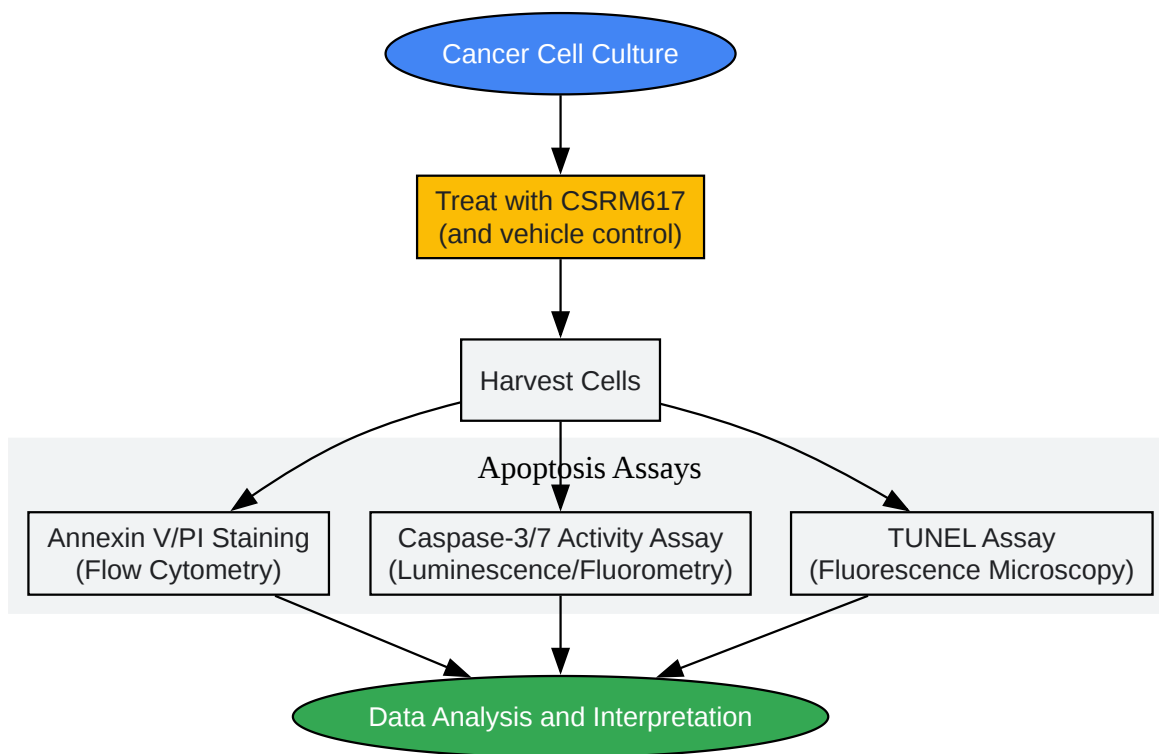 Cancer Cell Culture
Treat with CSRM617
(and vehicle control)
Harvest Cells
Apoptosis Assays
Annexin V/PI Staining
(Flow Cytometry)
Caspase-3/7 Activity Assay
(Luminescence/Fluorometry)
TUNEL Assay
(Fluorescence Microscopy)
Data Analysis and Interpretation